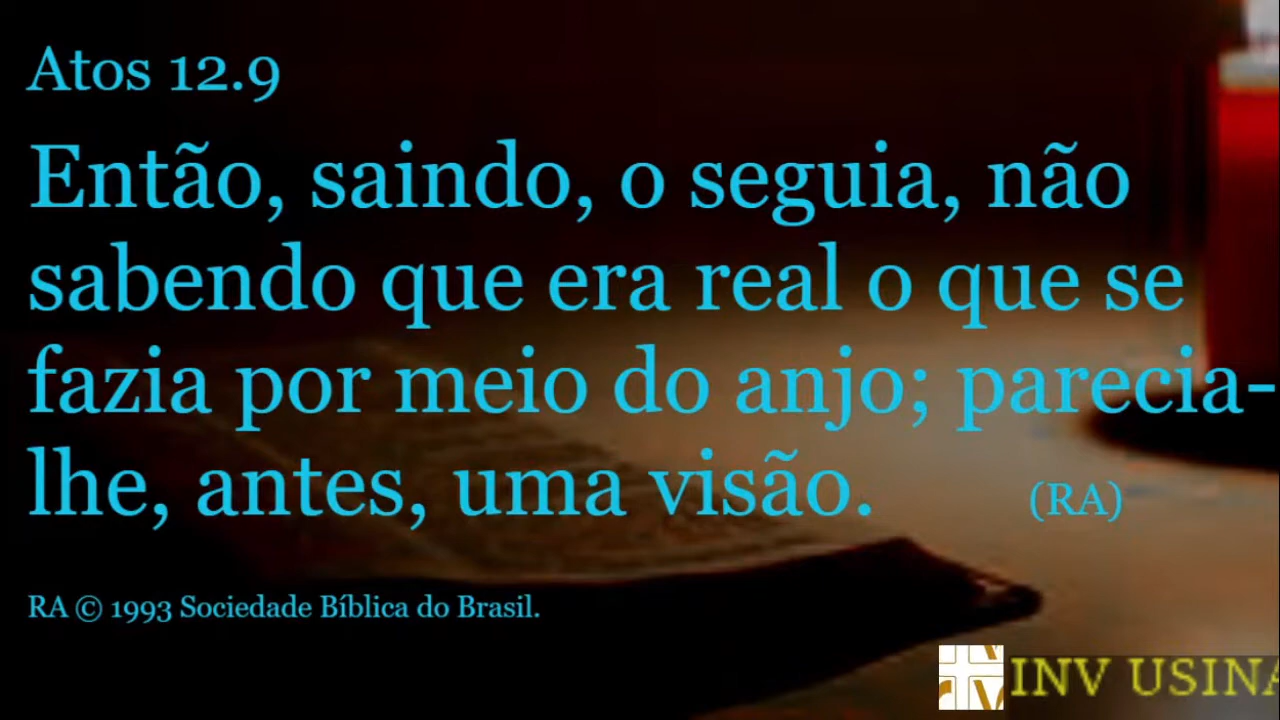 Atos 12.9
Então, saindo, o seguia, não
sabendo que era real o que se
fazia por meio do anjo; parecia-
lhe, antes, uma visão. (RA)
RA © 1993 Sociedade Bíblica do Brasil.
INV USINA